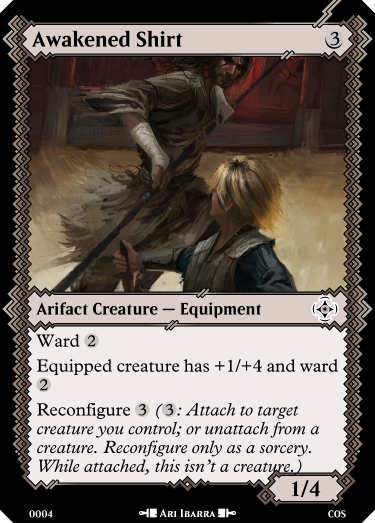 Awakened Shirt 3
Arifact Creature — Equipment
Ward 2
Equipped creature has +1/+4 and ward
2
Reconfigure 3 (3: Attach to target
creature you control; or unattach from a
creature. Reconfigure only as a sorcery.
While attached, this isn't a creature.)
1/4
0004 Ari Ibarra COS